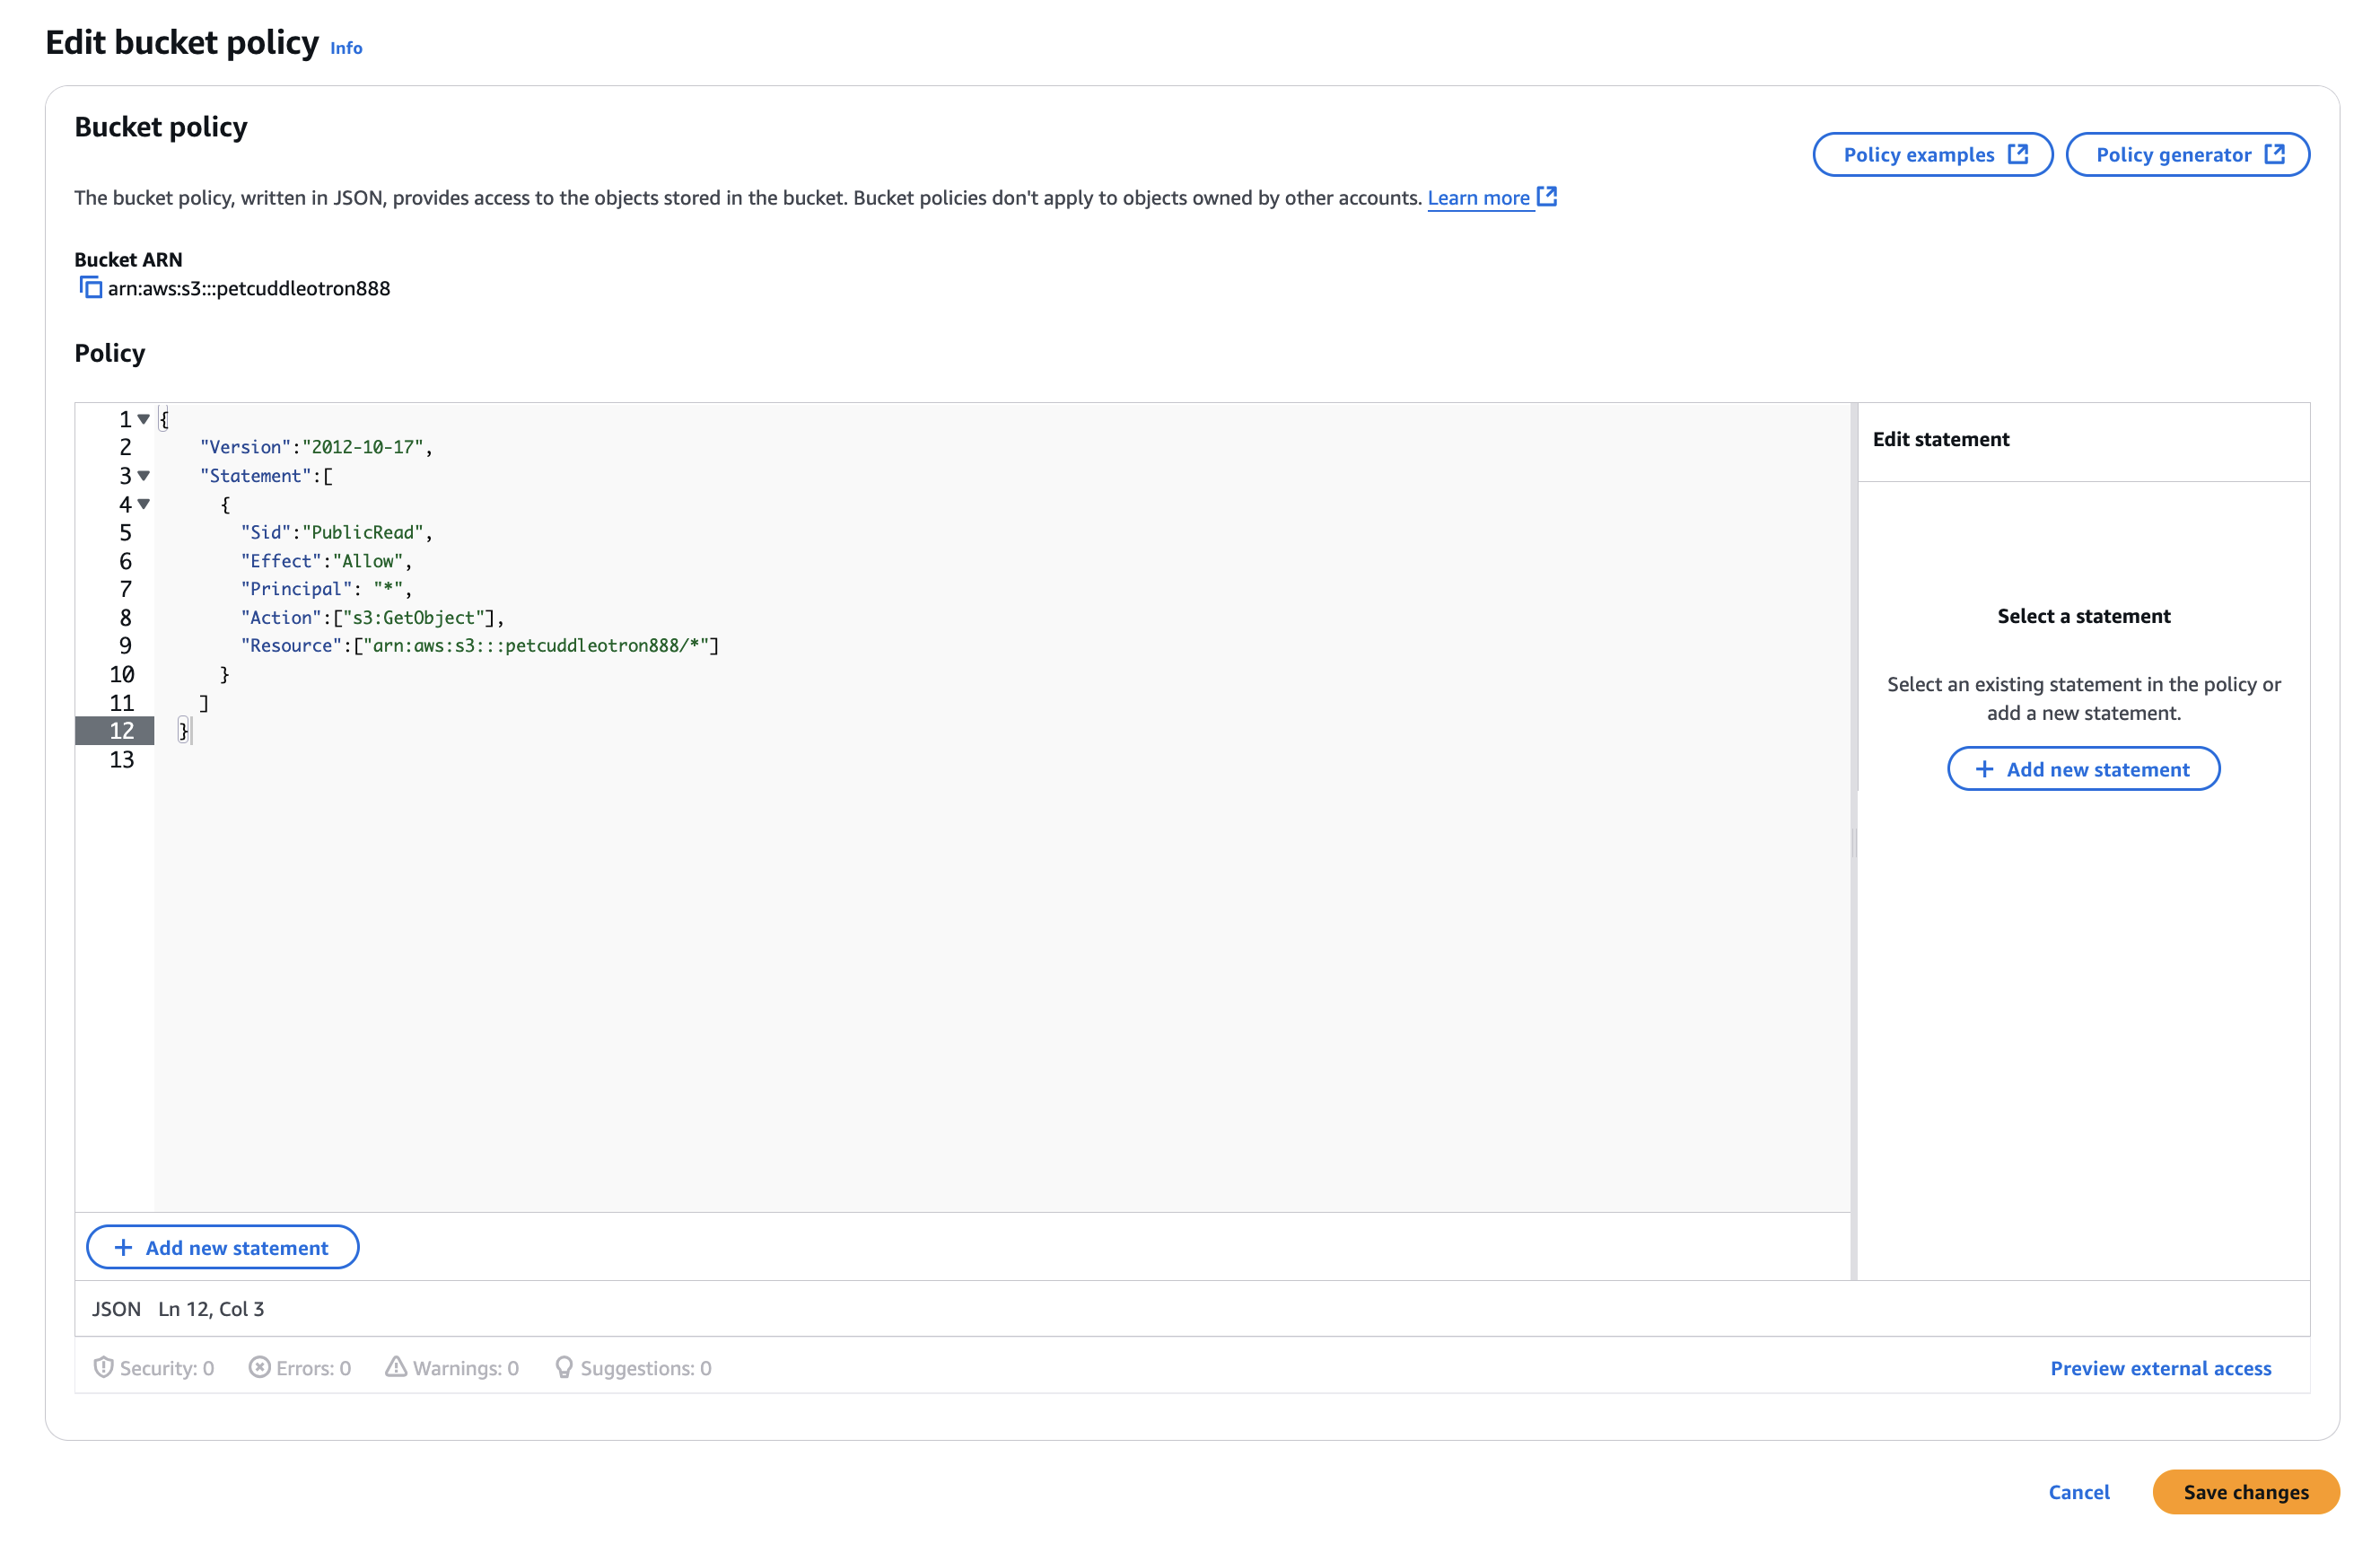 Edit bucket policy Info
Bucket policy
Policy examples
Policy generator
The bucket policy, written in JSON, provides access to the objects stored in the bucket. Bucket policies don't apply to objects owned by other accounts. Learn more
Bucket ARN
arn:aws:s3:::petcuddleotron888
Policy
1 {
2 "Version":"2012-10-17",
3 "Statement":[
4 {
5 "Sid":"PublicRead",
6 "Effect":"Allow",
7 "Principal": "*",
8 "Action":["s3:GetObject"],
9 "Resource":["arn:aws:s3:::petcuddleotron888/*"]
10 }
11 ]
12 }
13
Edit statement
Select a statement
Select an existing statement in the policy or
add a new statement.
+ Add new statement
+ Add new statement
JSON Ln 12, Col 3
Security: 0 Errors: 0 Warnings: 0 Suggestions: 0
Preview external access
Cancel
Save changes